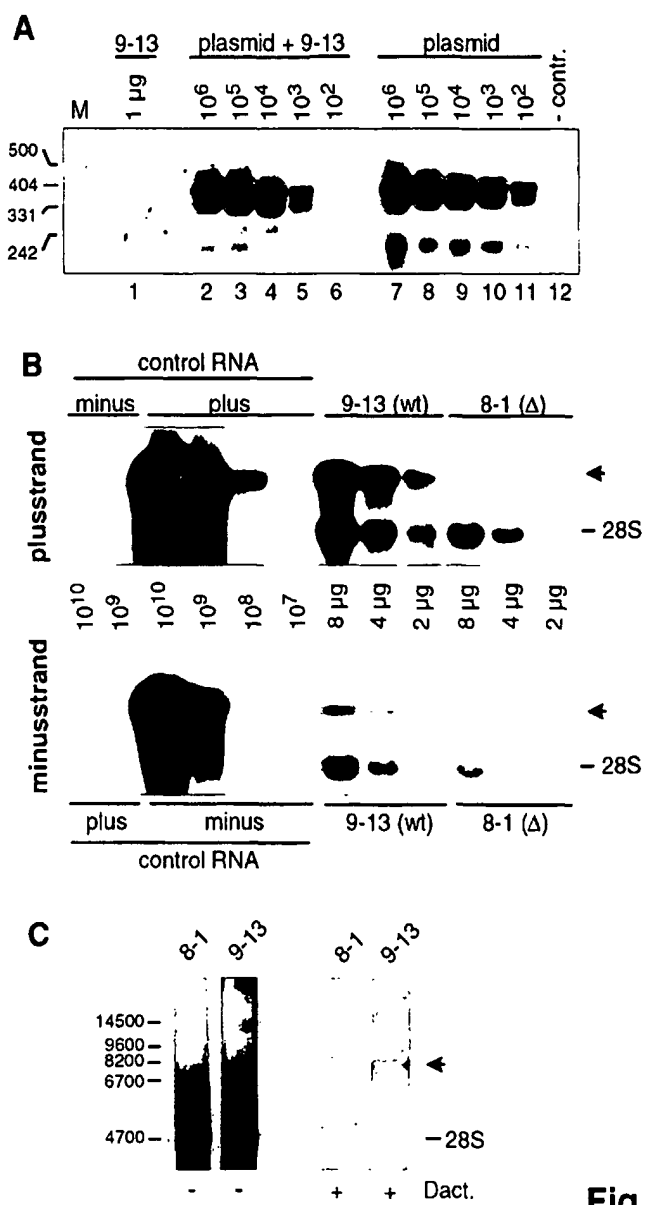 A
9-13 plasmid + 9-13 plasmid
M 1 µg 10⁶ 10⁵ 10⁴ 10³ 10² 10⁶ 10⁵ 10⁴ 10³ 10² - contr.
500
404
331
242
1 2 3 4 5 6 7 8 9 10 11 12
B
control RNA
minus plus 9-13 (wt) 8-1 (Δ)
plusstrand
28S
10¹⁰ 10⁹ 10¹⁰ 10⁹ 10⁸ 10⁷ 8 µg 4 µg 2 µg 8 µg 4 µg 2 µg
minusstrand
28S
plus minus 9-13 (wt) 8-1 (Δ)
control RNA
C
8-1 9-13 8-1 9-13
14500
9600
8200
6700
4700
28S
- - + + Dact.
Fig